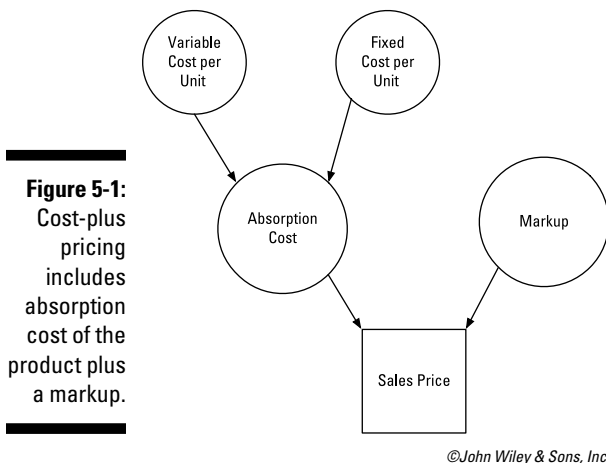 Variable
Cost per
Unit
Fixed
Cost per
Unit
Absorption
Cost
Markup
Sales Price
Figure 5-1:
Cost-plus
pricing
includes
absorption
cost of the
product plus
a markup.
©John Wiley & Sons, Inc